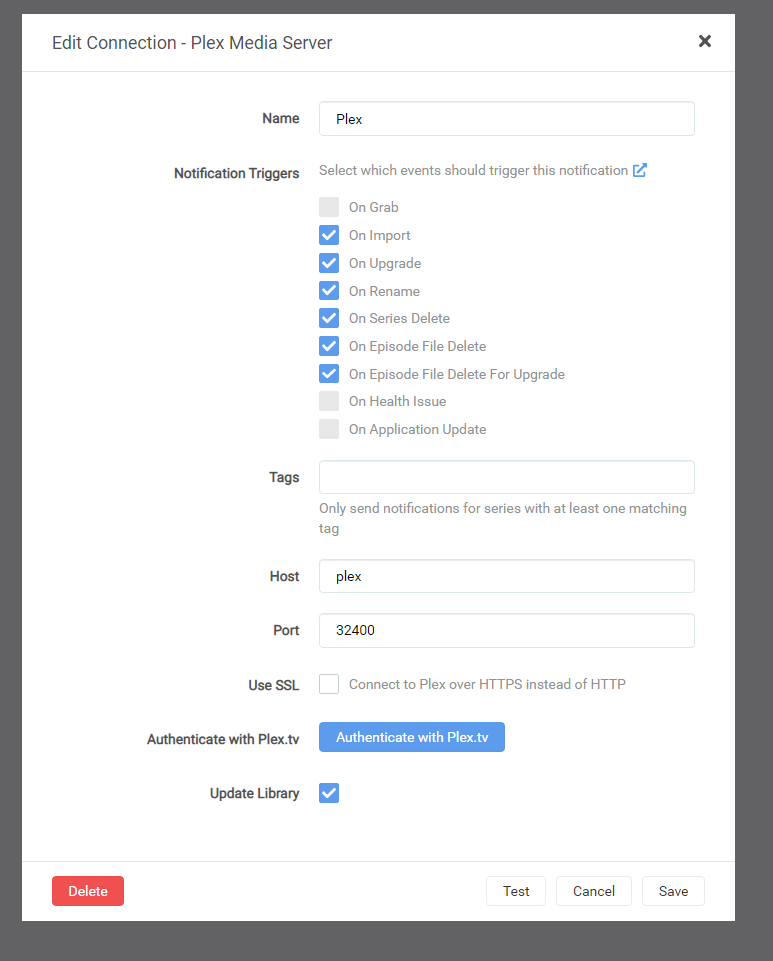 Edit Connection - Plex Media Server
Name
Plex
Notification Triggers
Select which events should trigger this notification
On Grab
On Import
On Upgrade
On Rename
On Series Delete
On Episode File Delete
On Episode File Delete For Upgrade
On Health Issue
On Application Update
Tags
Only send notifications for series with at least one matching
tag
Host
plex
Port
32400
Use SSL
Connect to Plex over HTTPS instead of HTTP
Authenticate with Plex.tv
Authenticate with Plex.tv
Update Library
Delete
Test
Cancel
Save